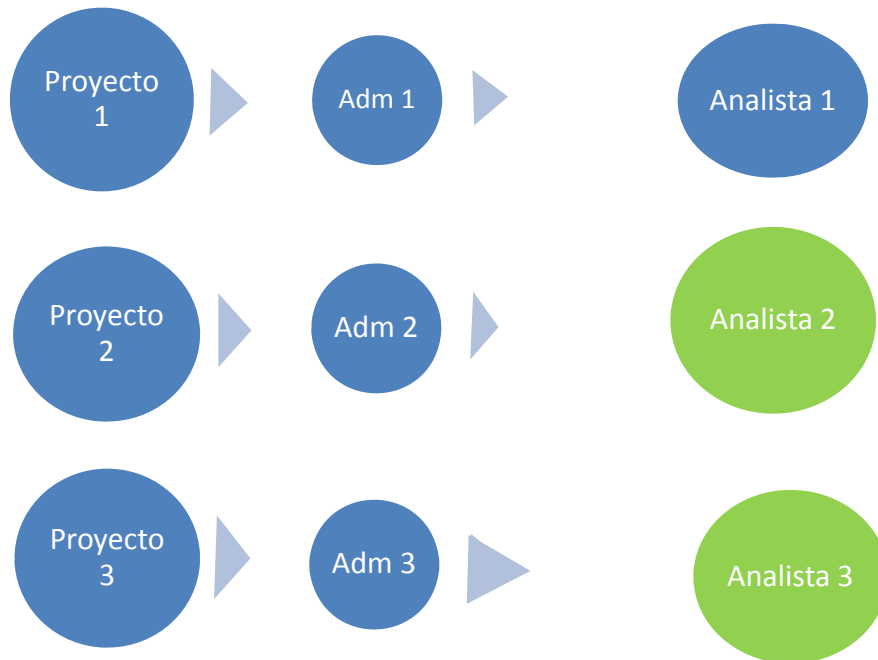 Proyecto
1
Adm 1
Analista 1
Proyecto
2
Adm 2
Analista 2
Proyecto
3
Adm 3
Analista 3